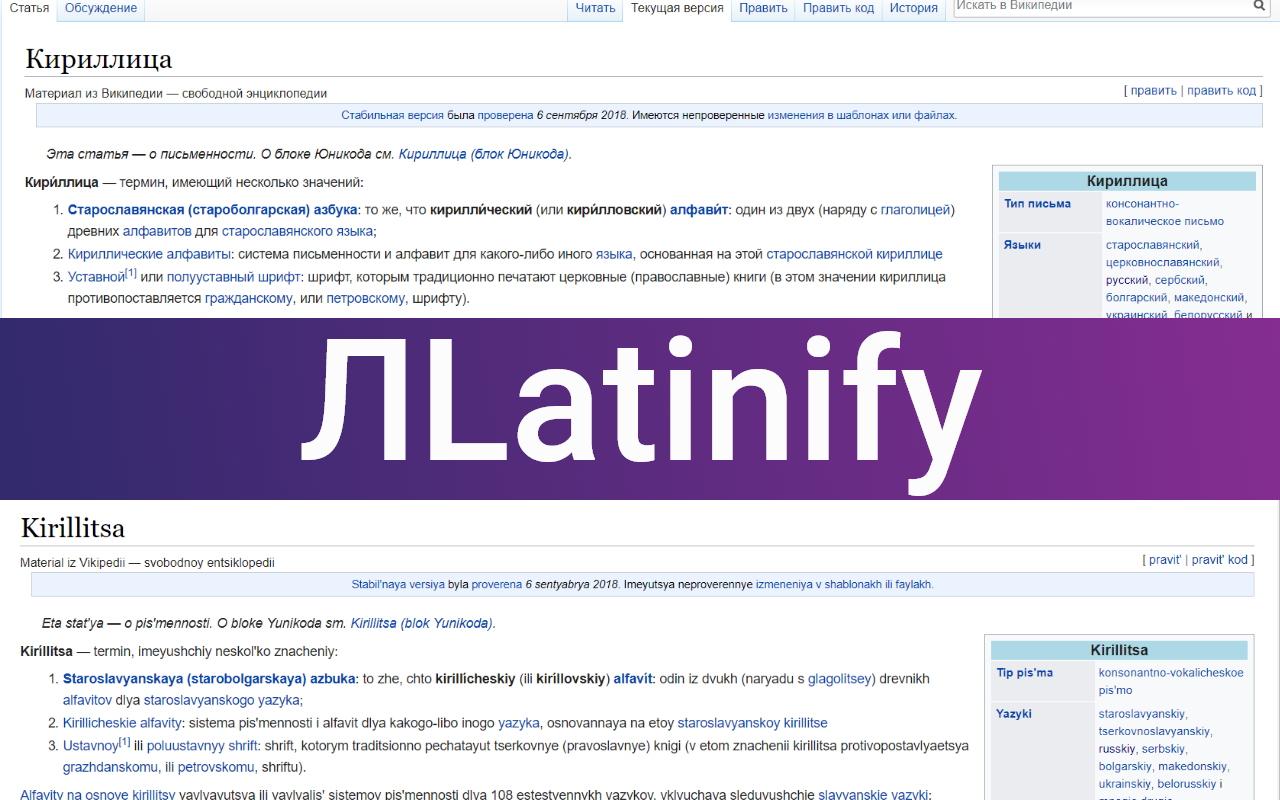 Статья Обсуждение Читать Текущая версия Править Править код История Искать в Википедии
Кириллица
Материал из Википедии — свободной энциклопедии [ править | править код ]
Стабильная версия была проверена 6 сентября 2018. Имеются непроверенные изменения в шаблонах или файлах.
Эта статья — о письменности. О блоке Юникода см. Кириллица (блок Юникода).
Кири́ллица — термин, имеющий несколько значений:
1. Старославянская (староболгарская) азбука: то же, что кирилли́ческий (или кири́лловский) алфави́т: один из двух (наряду с глаголицей)
древних алфавитов для старославянского языка;
2. Кириллические алфавиты: система письменности и алфавит для какого-либо иного языка, основанная на этой старославянской кириллице
3. Уставной[1] или полууставный шрифт: шрифт, которым традиционно печатают церковные (православные) книги (в этом значении кириллица
противопоставляется гражданскому, или петровскому, шрифту).
Кириллица
Тип письма консонантно-
вокалическое письмо
Языки старославянский,
церковнославянский,
русский, сербский,
болгарский, македонский,
украинский, белорусский и
ЛLatinify
Kirillitsa
Material iz Vikipedii — svobodnoy entsiklopedii [ pravit' | pravit' kod ]
Stabil'naya versiya byla proverena 6 sentyabrya 2018. Imeyutsya neproverennye izmeneniya v shablonakh ili faylakh.
Eta stat'ya — o pis'mennosti. O bloke Yunikoda sm. Kirillitsa (blok Yunikoda).
Kiríllitsa — termin, imeyushchiy neskol'ko znacheniy:
1. Staroslavyanskaya (starobolgarskaya) azbuka: to zhe, chto kirillícheskiy (ili kiríllovskiy) alfavít: odin iz dvukh (naryadu s glagolitsey) drevnikh
alfavitov dlya staroslavyanskogo yazyka;
2. Kirillicheskie alfavity: sistema pis'mennosti i alfavit dlya kakogo-libo inogo yazyka, osnovannaya na etoy staroslavyanskoy kirillitse
3. Ustavnoy[1] ili poluustavnyy shrift: shrift, kotorym traditsionno pechatayut tserkovnye (pravoslavnye) knigi (v etom znachenii kirillitsa protivopostavlyaetsya
grazhdanskomu, ili petrovskomu, shriftu).
Alfavity na osnove kirillitsy yavlyayutsya ili yavlyalis' sistemoy pis'mennosti dlya 108 estestvennykh yazykov, vklyuchaya sleduyushchie slavyanskie yazyki:
Kirillitsa
Tip pis'ma konsonantno-vokalicheskoe
pis'mo
Yazyki staroslavyanskiy,
tserkovnoslavyanskiy,
russkiy, serbskiy,
bolgarskiy, makedonskiy,
ukrainskiy, belorusskiy i
mnogie drugie